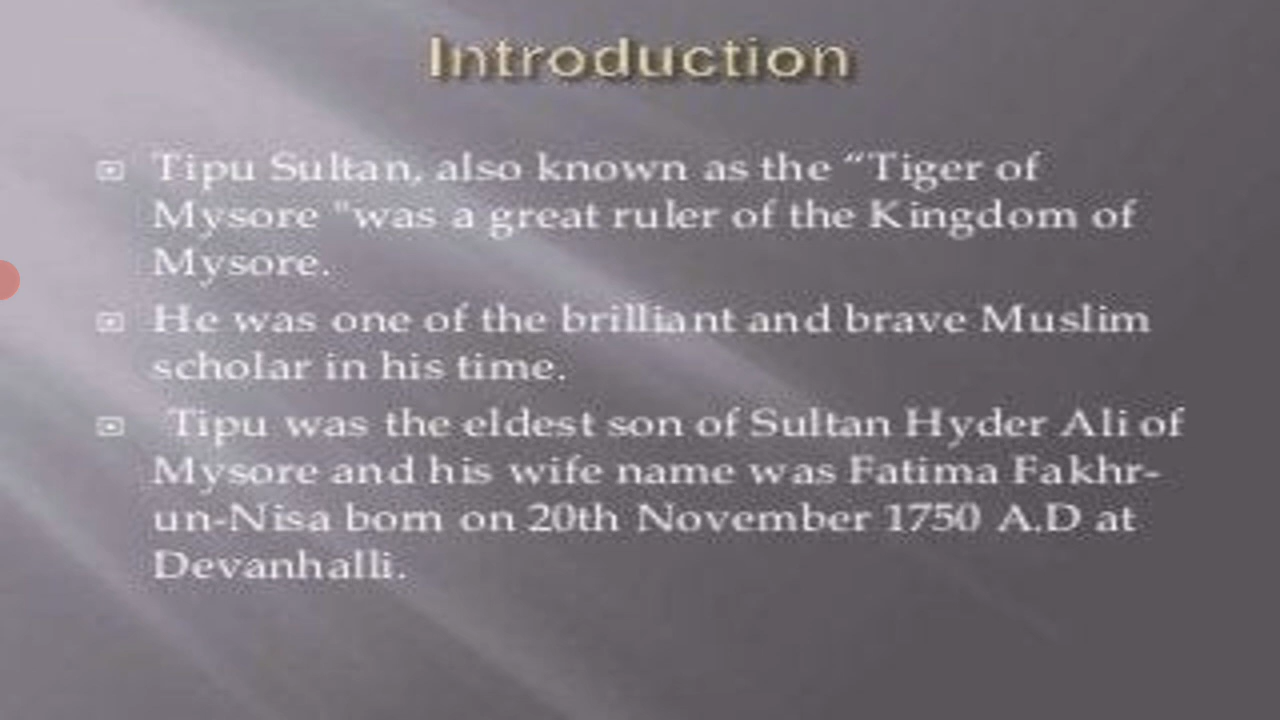 Introduction
Tipu Sultan, also known as the “Tiger of
Mysore "was a great ruler of the Kingdom of
Mysore.
He was one of the brilliant and brave Muslim
scholar in his time.
Tipu was the eldest son of Sultan Hyder Ali of
Mysore and his wife name was Fatima Fakhr-
un-Nisa born on 20th November 1750 A.D at
Devanhalli.